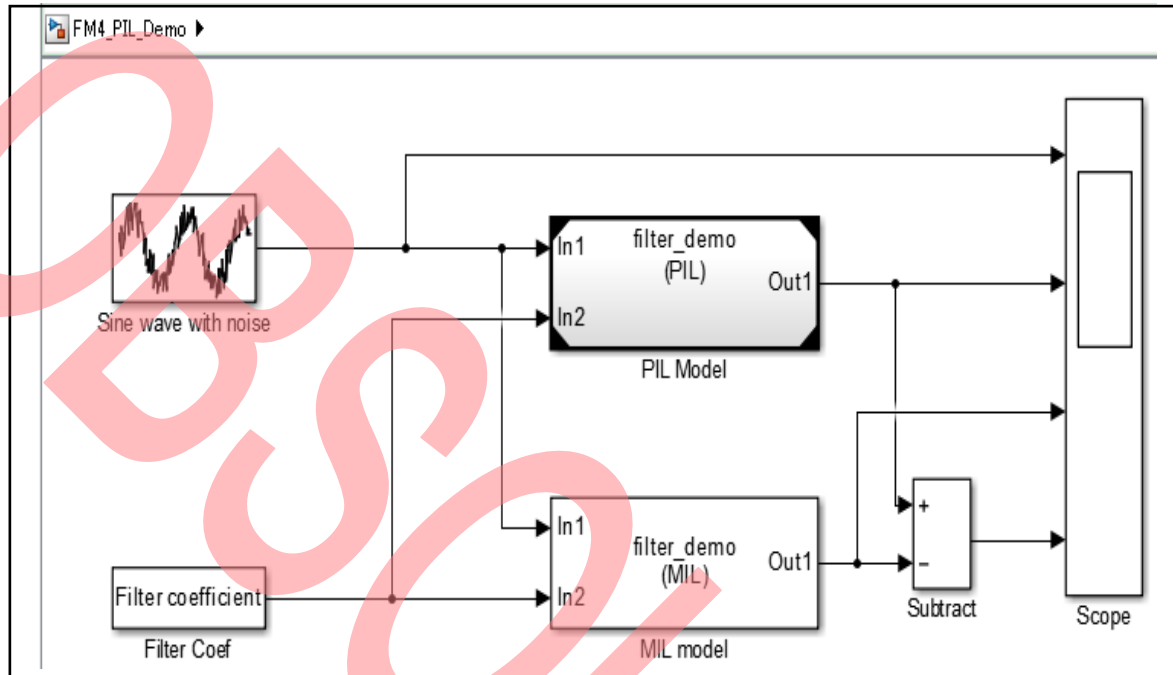 FM4_PIL_Demo
Sine wave with noise
In1
In2
filter_demo
(PIL)
Out1
PIL Model
Filter coefficient
Filter Coef
In1
In2
filter_demo
(MIL)
Out1
MIL model
+
−
Subtract
Scope
OBSOL